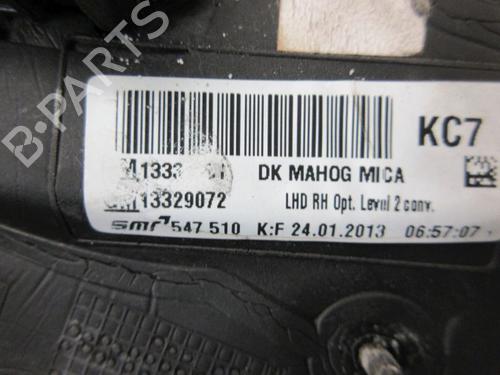 B-PARTS
KC7
DK MAHOG MICA
13329072 LHD RH Opt. Level 2 conv.
smr 547 510 K:F 24.01.2013 06:57:07